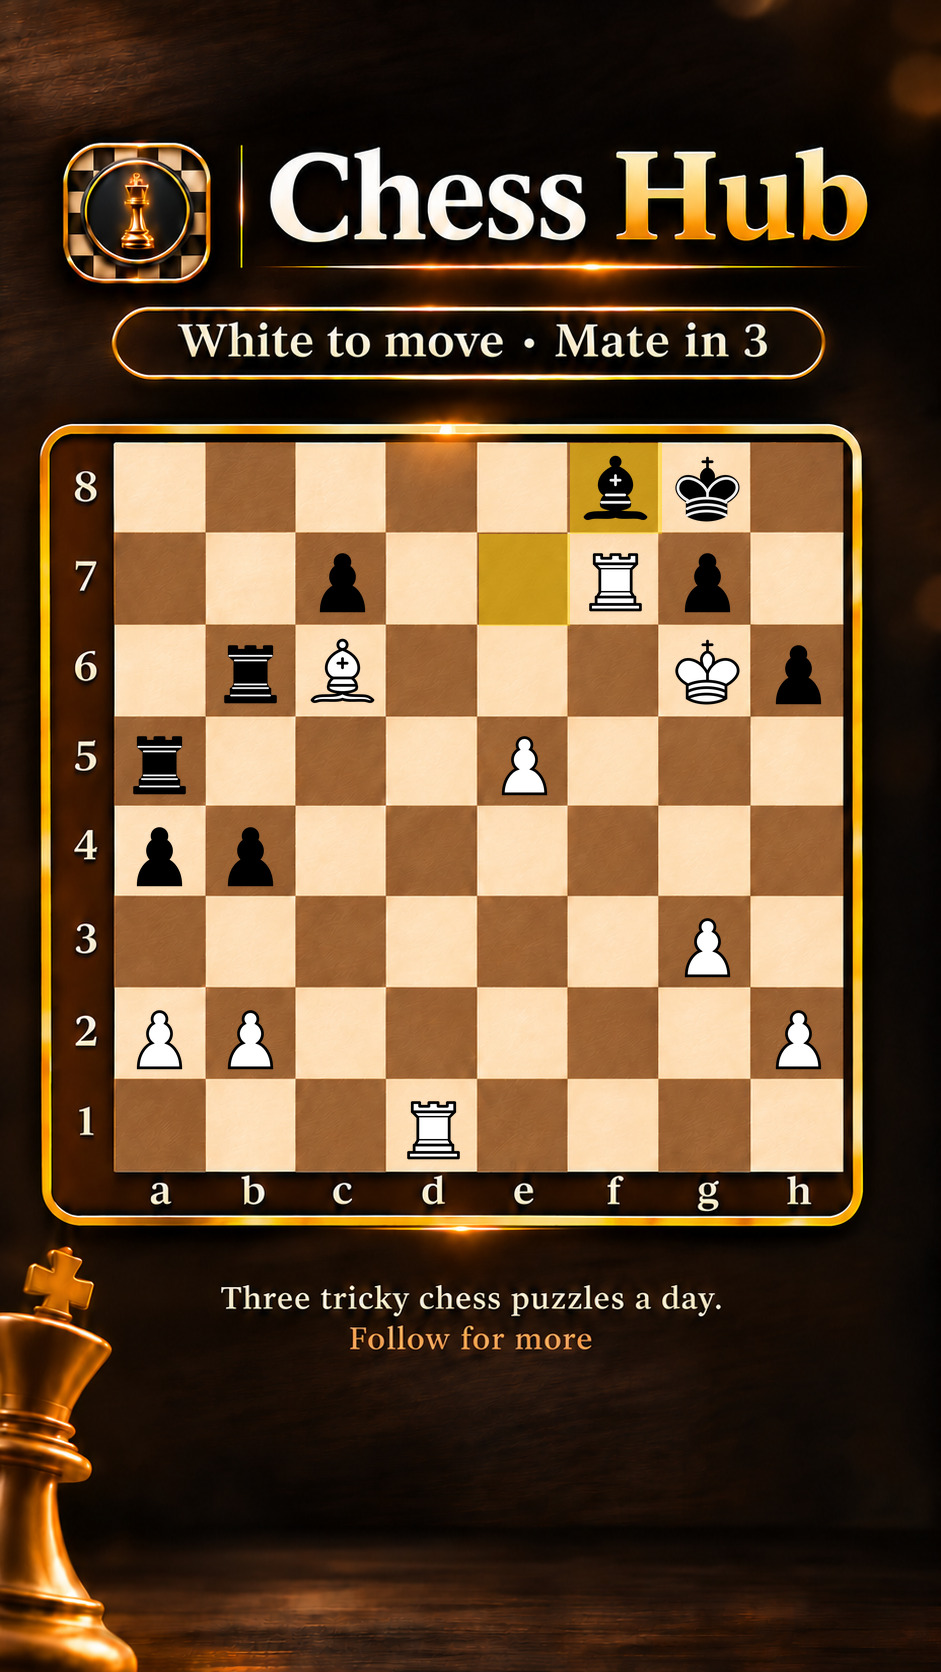 Chess Hub
White to move • Mate in 3
8
7
6
5
4
3
2
1
a b c d e f g h
Three tricky chess puzzles a day.
Follow for more